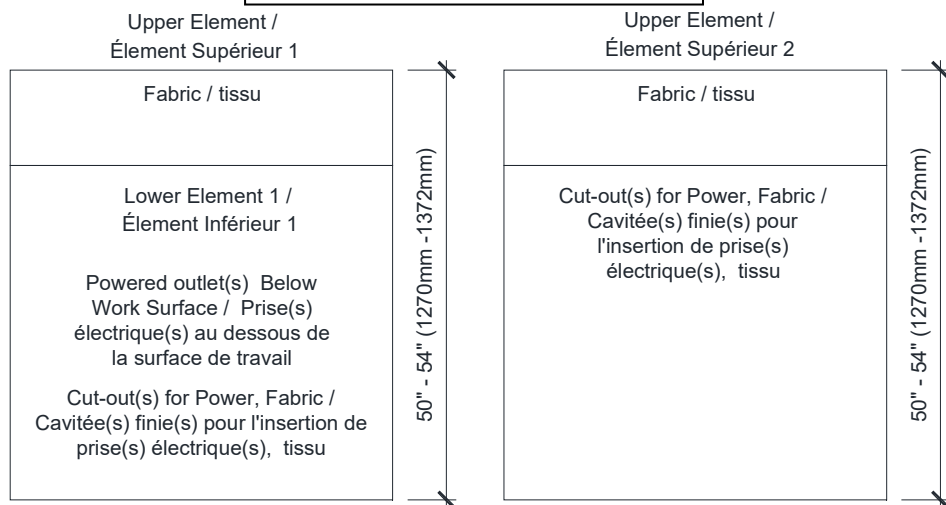 Upper Element /
Élement Supérieur 1
Fabric / tissu
Lower Element 1 /
Élement Inférieur 1
Powered outlet(s) Below
Work Surface / Prise(s)
électrique(s) au dessous de
la surface de travail
Cut-out(s) for Power, Fabric /
Cavitée(s) finie(s) pour l'insertion de
prise(s) électrique(s), tissu
50" - 54" (1270mm -1372mm)
Upper Element /
Élement Supérieur 2
Fabric / tissu
Cut-out(s) for Power, Fabric /
Cavitée(s) finie(s) pour
l'insertion de prise(s)
électrique(s), tissu
50" - 54" (1270mm -1372mm)